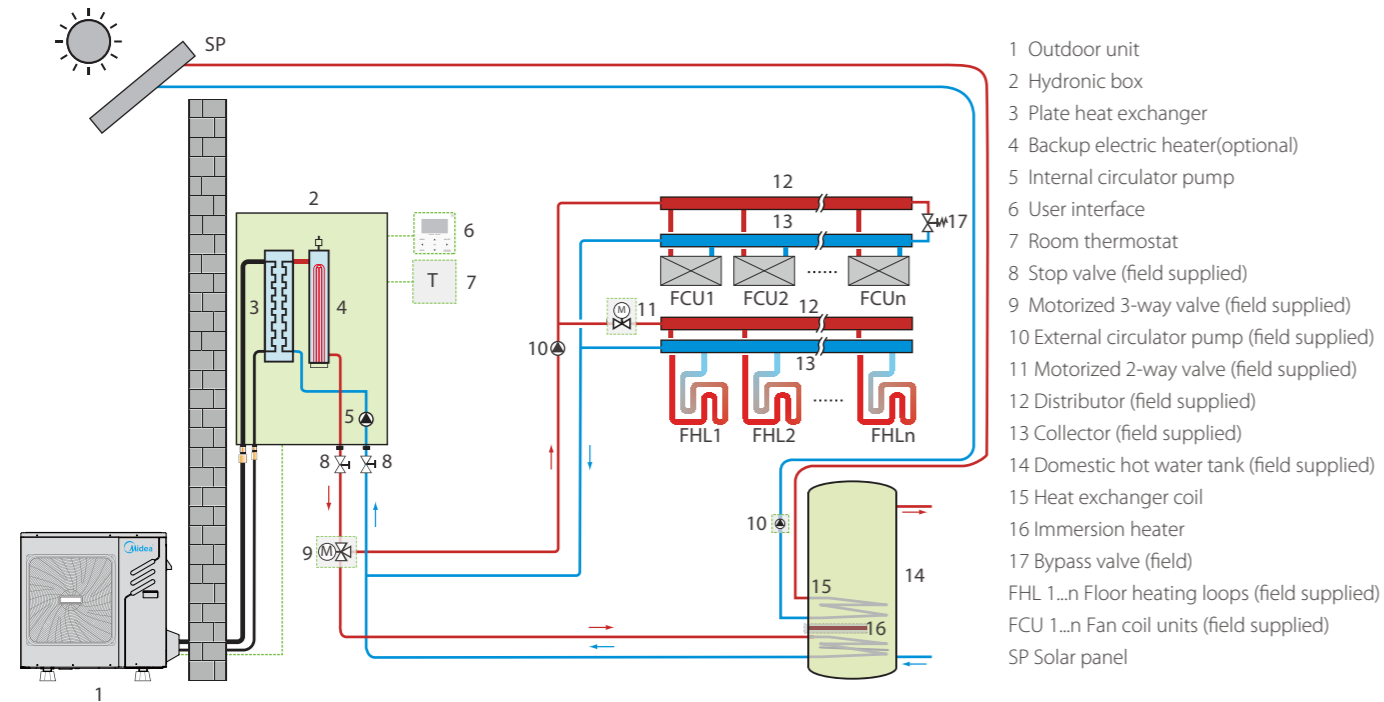 SP
2
6
T
7
3
4
5
8
8
9
M
1
Midea
12
13
17
FCU1
FCU2
......
FCUn
M
11
12
10
13
FHL1
FHL2
......
FHLn
10
15
14
16
1 Outdoor unit
2 Hydronic box
3 Plate heat exchanger
4 Backup electric heater(optional)
5 Internal circulator pump
6 User interface
7 Room thermostat
8 Stop valve (field supplied)
9 Motorized 3-way valve (field supplied)
10 External circulator pump (field supplied)
11 Motorized 2-way valve (field supplied)
12 Distributor (field supplied)
13 Collector (field supplied)
14 Domestic hot water tank (field supplied)
15 Heat exchanger coil
16 Immersion heater
17 Bypass valve (field)
FHL 1...n Floor heating loops (field supplied)
FCU 1...n Fan coil units (field supplied)
SP Solar panel